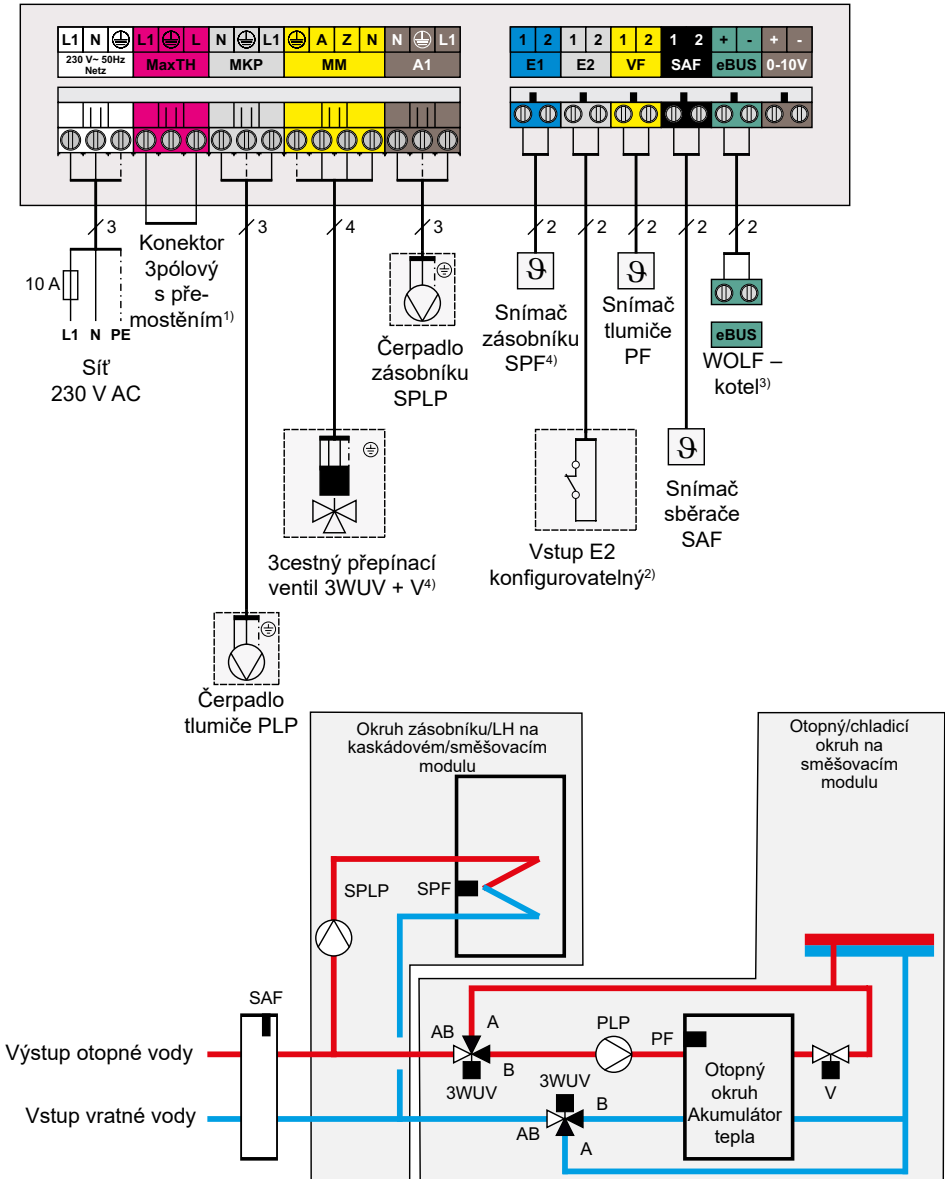 L1 N L1 L N L1 A Z N N L1
230 V~ 50Hz
Netz
MaxTH MKP MM A1
1 2 1 2 1 2 1 2 + - + -
E1 E2 VF SAF eBUS 0-10V
3
3
4
3
2
2
2
2
2
10 A
L1 N PE
Síť
230 V AC
Konektor
3pólový
s pře-
mostěním1)
Čerpadlo
zásobníku
SPLP
Snímač
zásobníku
SPF4)
Snímač
tlumiče
PF
eBUS
WOLF –
kotel3)
Snímač
sběrače
SAF
Vstup E2
konfigurovatelný2)
3cestný přepínací
ventil 3WUV + V4)
Čerpadlo
tlumiče PLP
Okruh zásobníku/LH na
kaskádovém/směšovacím
modulu
Otopný/chladicí
okruh na
směšovacím
modulu
SPLP
SPF
SAF
AB
A
B
3WUV
PLP
PF
V
Výstup otopné vody
Vstup vratné vody
3WUV
AB
B
A
Otopný
okruh
Akumulátor
tepla